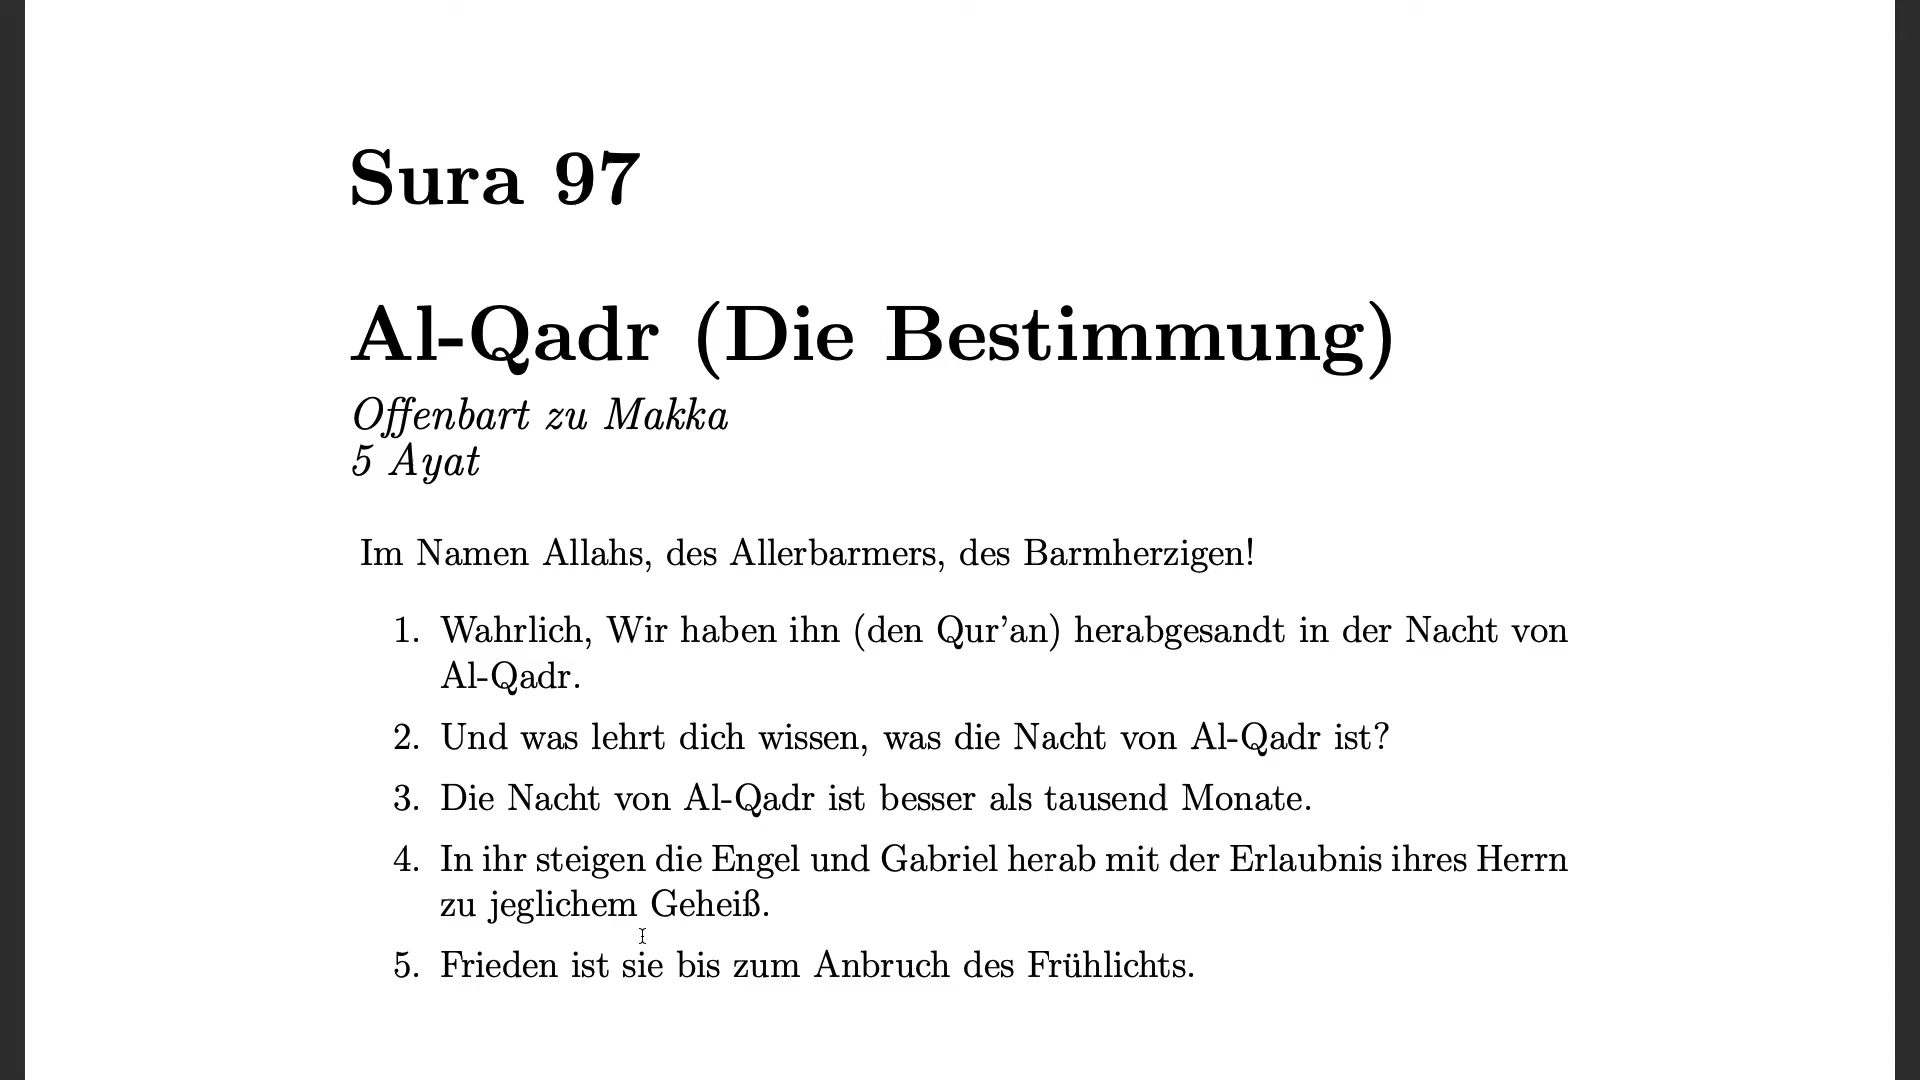 Sura 97
Al-Qadr (Die Bestimmung)
Offenbart zu Makka
5 Ayat
Im Namen Allahs, des Allerbarmers, des Barmherzigen!
1. Wahrlich, Wir haben ihn (den Qur’an) herabgesandt in der Nacht von
Al-Qadr.
2. Und was lehrt dich wissen, was die Nacht von Al-Qadr ist?
3. Die Nacht von Al-Qadr ist besser als tausend Monate.
4. In ihr steigen die Engel und Gabriel herab mit der Erlaubnis ihres Herrn
zu jeglichem Geheiß.
5. Frieden ist sie bis zum Anbruch des Frühlichts.